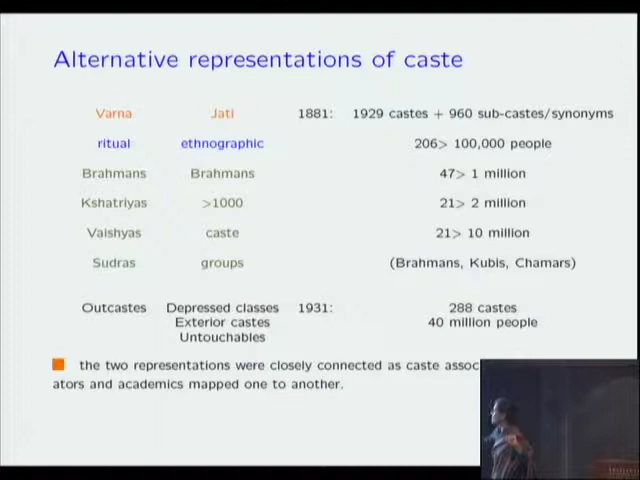 Alternative representations of caste
Varna Jati 1881: 1929 castes + 960 sub-castes/synonyms
ritual ethnographic 206> 100,000 people
Brahmans Brahmans 47> 1 million
Kshatriyas >1000 21> 2 million
Vaishyas caste 21> 10 million
Sudras groups (Brahmans, Kubis, Chamars)
Outcastes Depressed classes 1931: 288 castes
Exterior castes 40 million people
Untouchables
the two representations were closely connected as caste assoc
ators and academics mapped one to another.